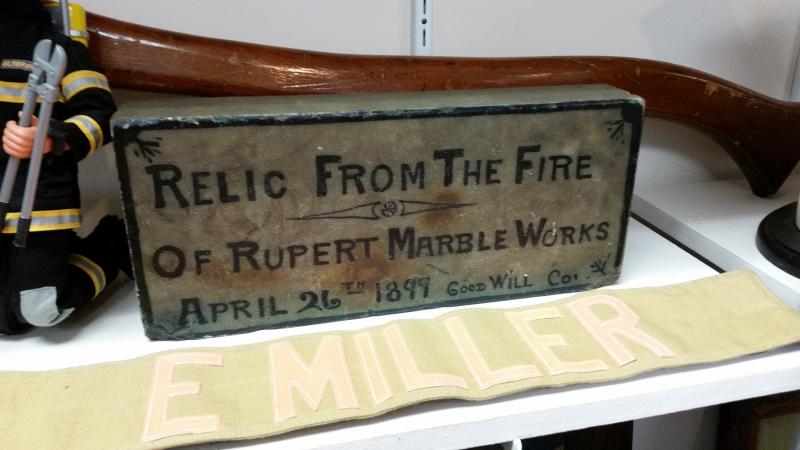 RELIC FROM THE FIRE
OF RUPERT MARBLE WORKS
APRIL 26TH 1899 GOOD WILL CO.
E MILLER